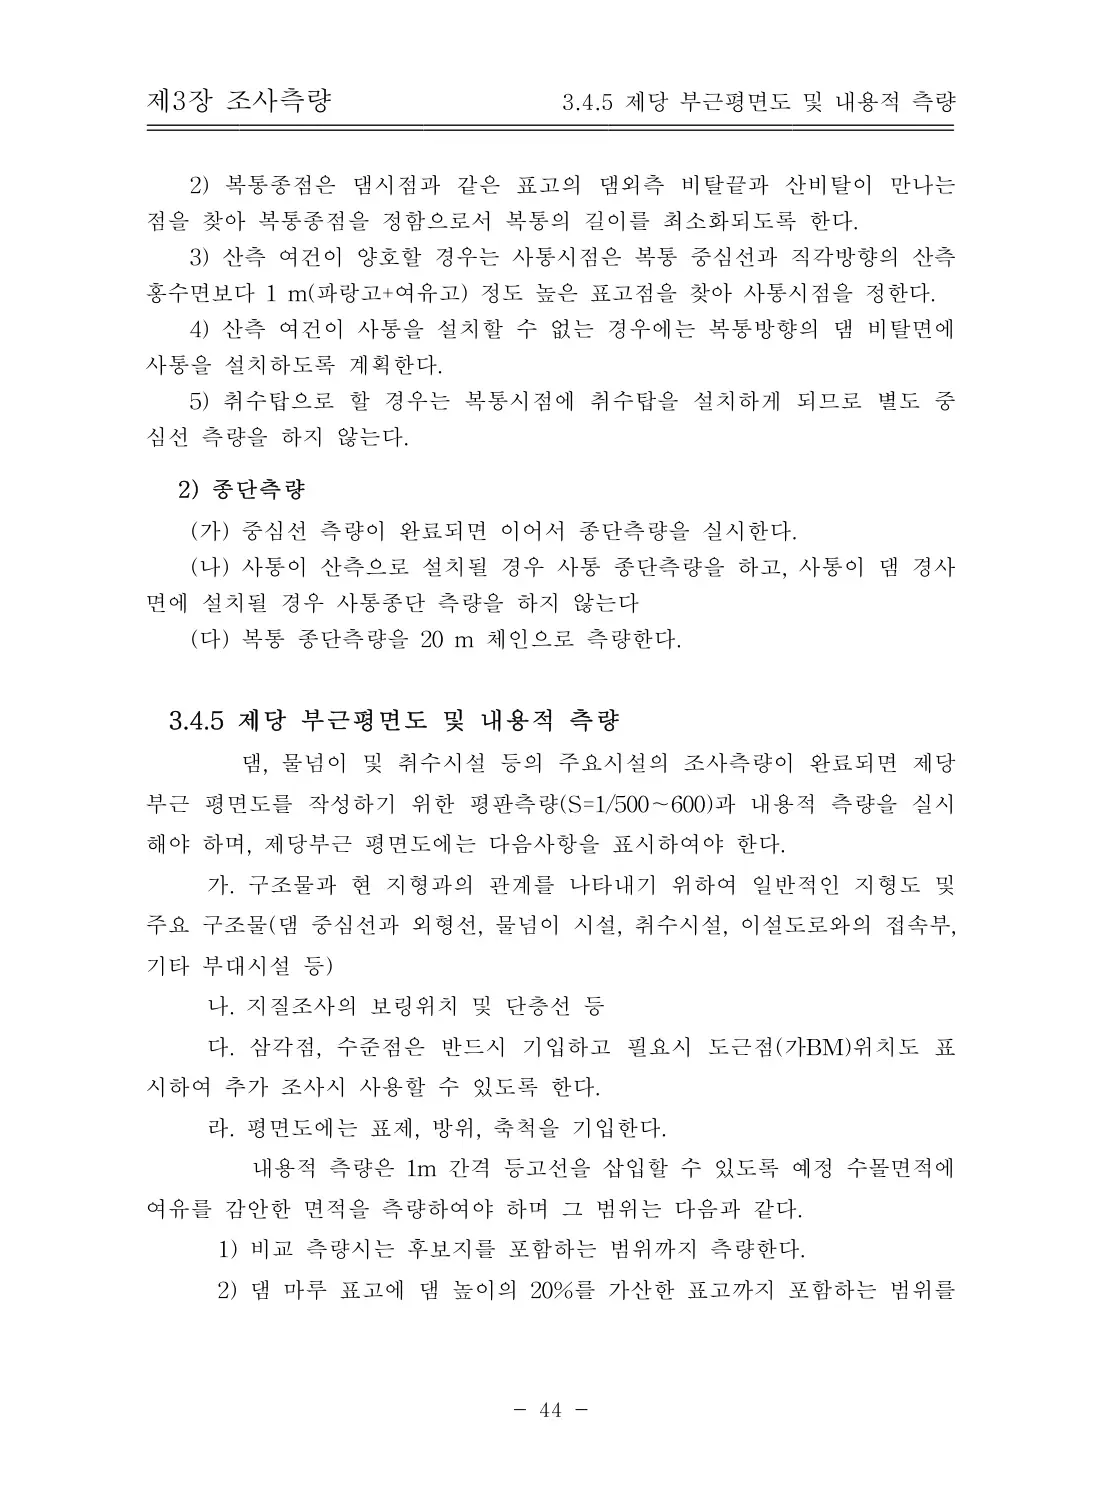 제3장 조사측량
3.4.5 제당 부근평면도 및 내용적 측량
2) 복통종점은 댐시점과 같은 표고의 댐외측 비탈끝과 산비탈이 만나는
점을 찾아 복통종점을 정함으로서 복통의 길이를 최소화되도록 한다.
3) 산측 여건이 양호할 경우는 사통시점은 복통 중심선과 직각방향의 산측
홍수면보다 1 m(파랑고+여유고) 정도 높은 표고점을 찾아 사통시점을 정한다.
4) 산측 여건이 사통을 설치할 수 없는 경우에는 복통방향의 댐 비탈면에
사통을 설치하도록 계획한다.
5) 취수탑으로 할 경우는 복통시점에 취수탑을 설치하게 되므로 별도 중
심선 측량을 하지 않는다.
2) 종단측량
(가) 중심선 측량이 완료되면 이어서 종단측량을 실시한다.
(나) 사통이 산측으로 설치될 경우 사통 종단측량을 하고, 사통이 댐 경사
면에 설치될 경우 사통종단 측량을 하지 않는다
(다) 복통 종단측량을 20 m 체인으로 측량한다.
3.4.5 제당 부근평면도 및 내용적 측량
댐, 물넘이 및 취수시설 등의 주요시설의 조사측량이 완료되면 제당
부근 평면도를 작성하기 위한 평판측량(S=1/500∼600)과 내용적 측량을 실시
해야 하며, 제당부근 평면도에는 다음사항을 표시하여야 한다.
가. 구조물과 현 지형과의 관계를 나타내기 위하여 일반적인 지형도 및
주요 구조물(댐 중심선과 외형선, 물넘이 시설, 취수시설, 이설도로와의 접속부,
기타 부대시설 등)
나. 지질조사의 보링위치 및 단층선 등
다. 삼각점, 수준점은 반드시 기입하고 필요시 도근점(가BM)위치도 표
시하여 추가 조사시 사용할 수 있도록 한다.
라. 평면도에는 표제, 방위, 축척을 기입한다.
내용적 측량은 1m 간격 등고선을 삽입할 수 있도록 예정 수몰면적에
여유를 감안한 면적을 측량하여야 하며 그 범위는 다음과 같다.
1) 비교 측량시는 후보지를 포함하는 범위까지 측량한다.
2) 댐 마루 표고에 댐 높이의 20%를 가산한 표고까지 포함하는 범위를
- 44 -